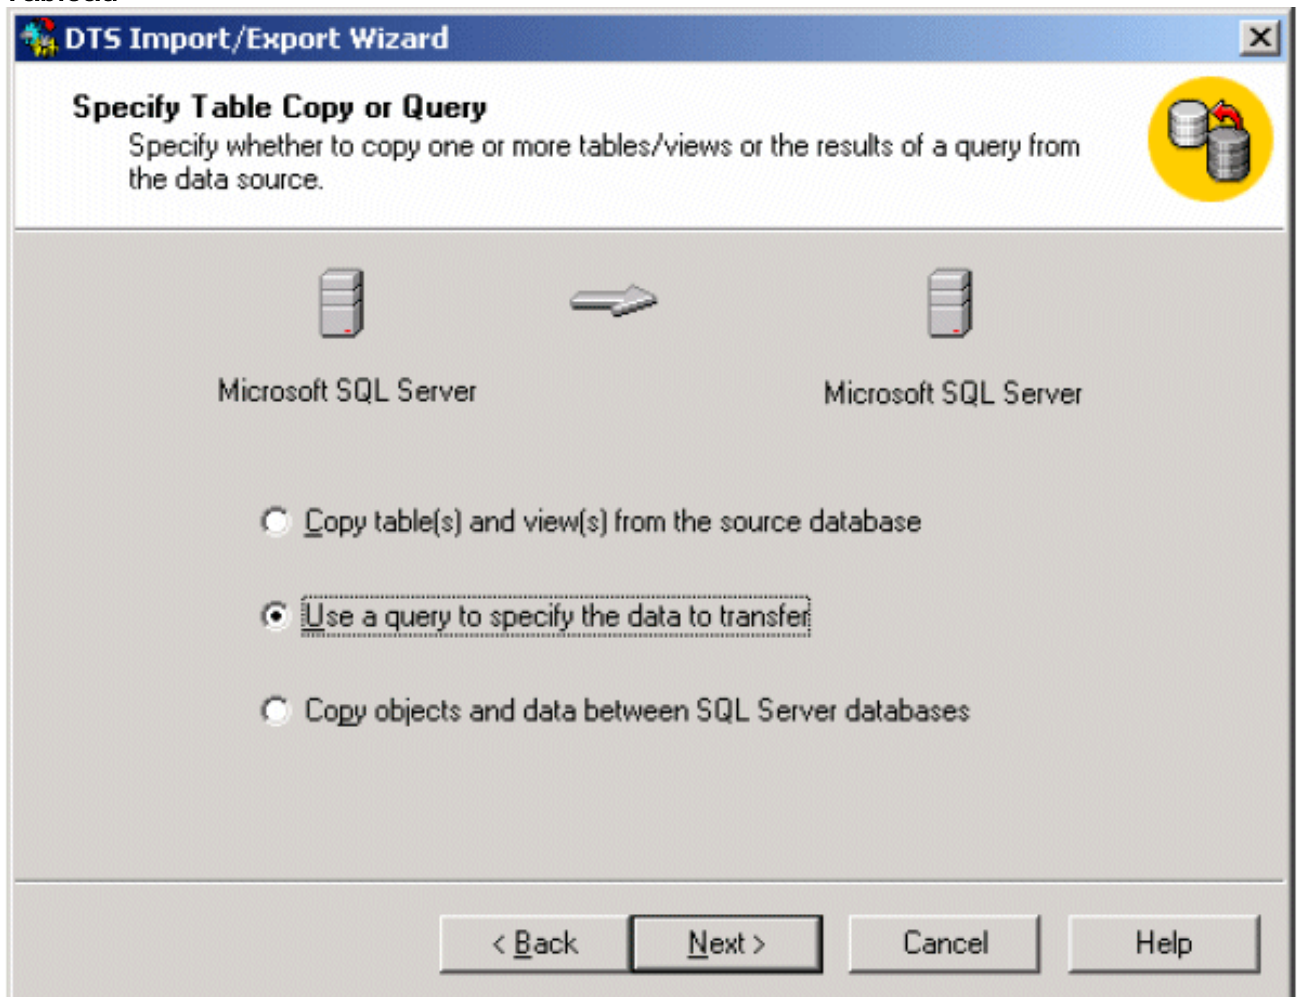 DTS Import/Export Wizard
Specify Table Copy or Query
Specify whether to copy one or more tables/views or the results of a query from
the data source.
Microsoft SQL Server
Microsoft SQL Server
Copy table(s) and view(s) from the source database
Use a query to specify the data to transfer
Copy objects and data between SQL Server databases
< Back
Next >
Cancel
Help